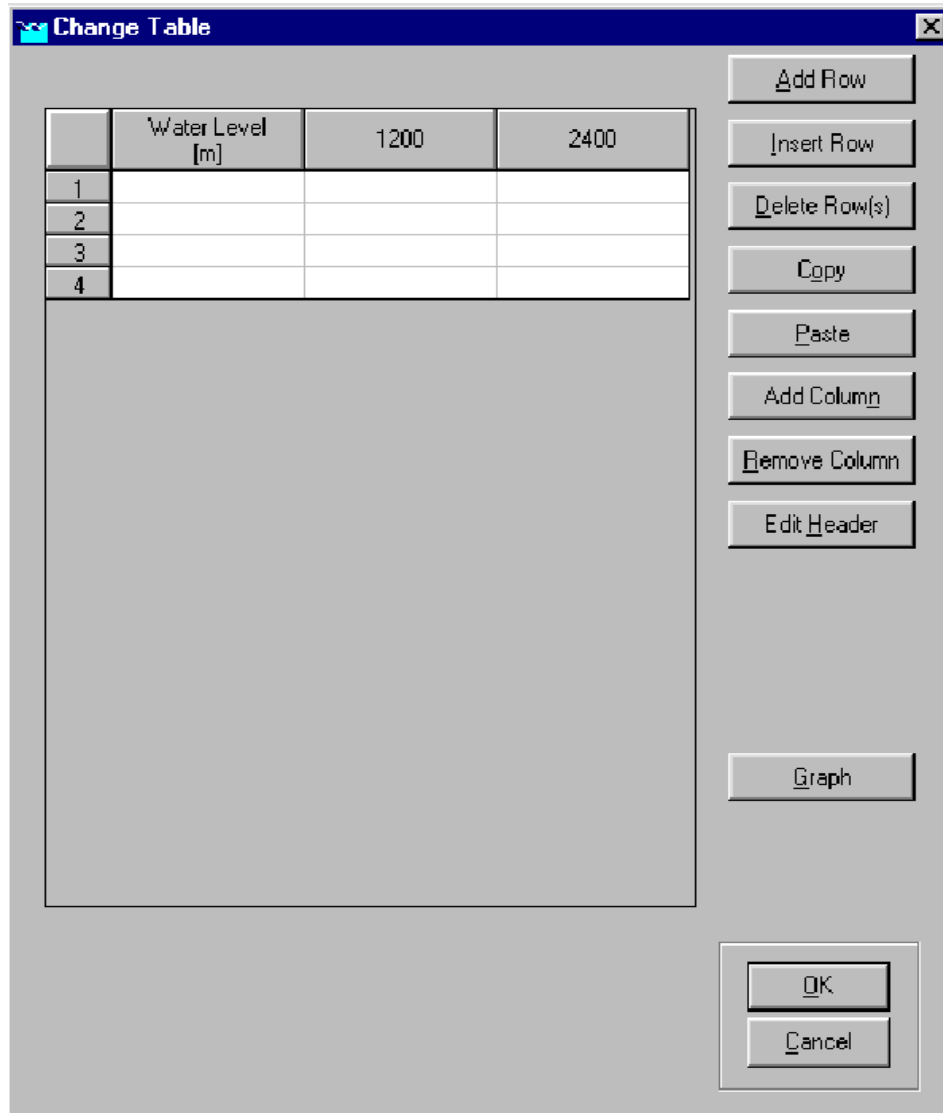 Change Table
Water Level
[m]
1200
2400
1
2
3
4
Add Row
Insert Row
Delete Row(s)
Copy
Paste
Add Column
Remove Column
Edit Header
Graph
OK
Cancel